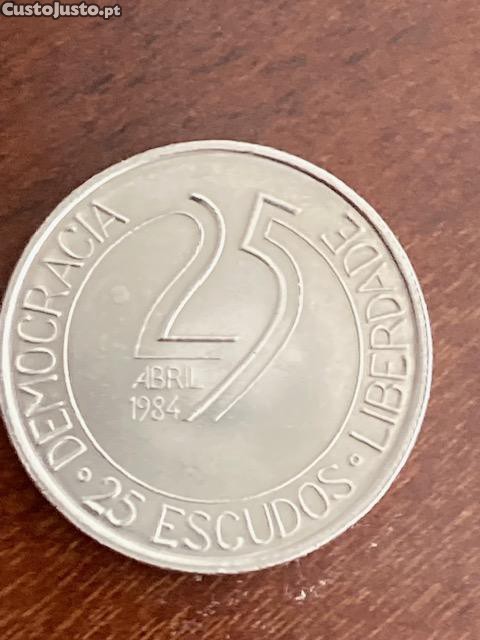 CustoJusto.pt
DEMOCRACIA
LIBERDADE
25
ABRIL
1984
• 25 ESCUDOS •